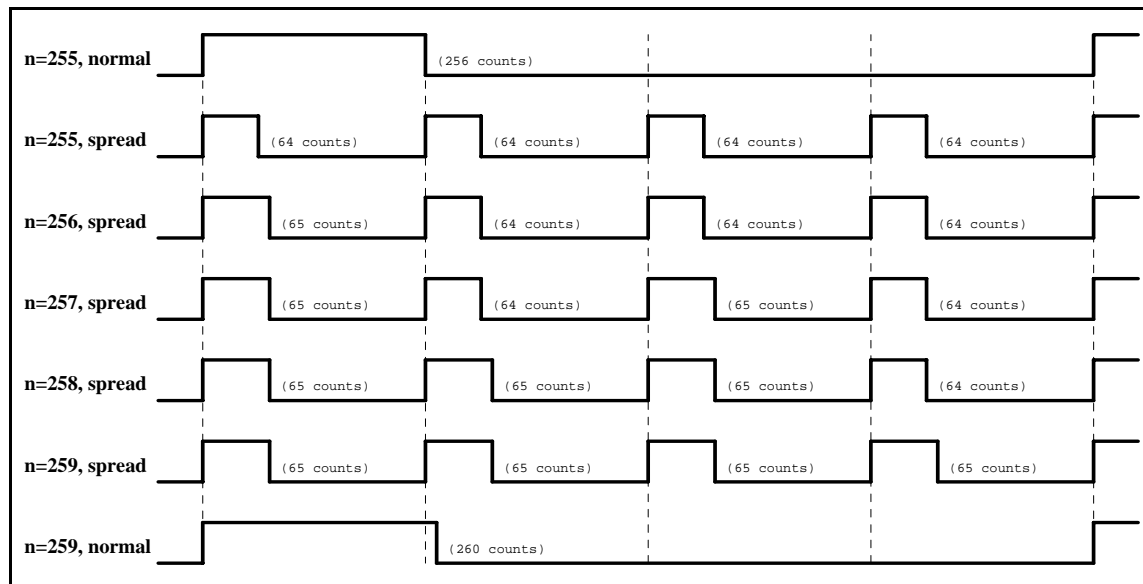 n=255, normal (256 counts)
n=255, spread (64 counts) (64 counts) (64 counts) (64 counts)
n=256, spread (65 counts) (64 counts) (64 counts) (64 counts)
n=257, spread (65 counts) (64 counts) (65 counts) (64 counts)
n=258, spread (65 counts) (65 counts) (65 counts) (64 counts)
n=259, spread (65 counts) (65 counts) (65 counts) (65 counts)
n=259, normal (260 counts)